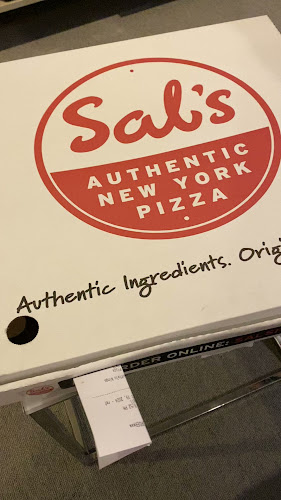 Sal's
AUTHENTIC
NEW YORK
PIZZA
Authentic Ingredients. Orig
ORDER ONLINE: